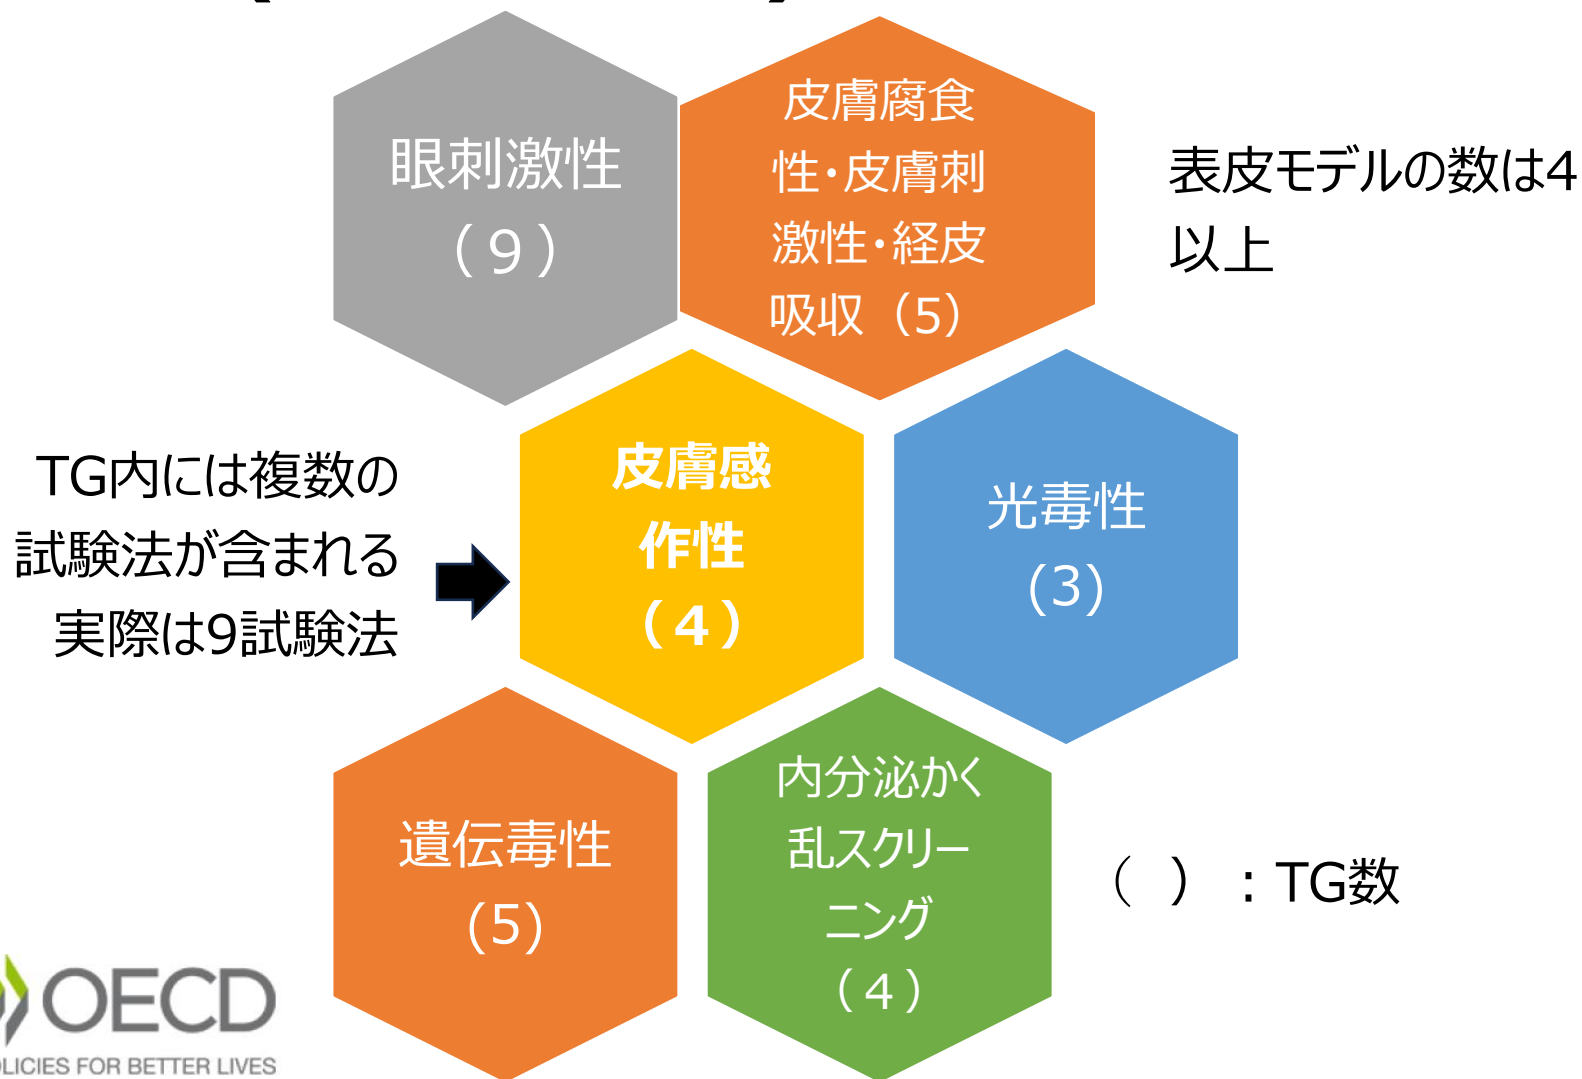 眼刺激性
（９）
皮膚腐食
性・皮膚刺
激性・経皮
吸収（5）
表皮モデルの数は4
以上
TG内には複数の
試験法が含まれる
実際は9試験法
皮膚感
作性
（４）
光毒性
(3)
遺伝毒性
(5)
内分泌かく
乱スクリー
ニング
（４）
（　）：TG数
OECD
OLICIES FOR BETTER LIVES